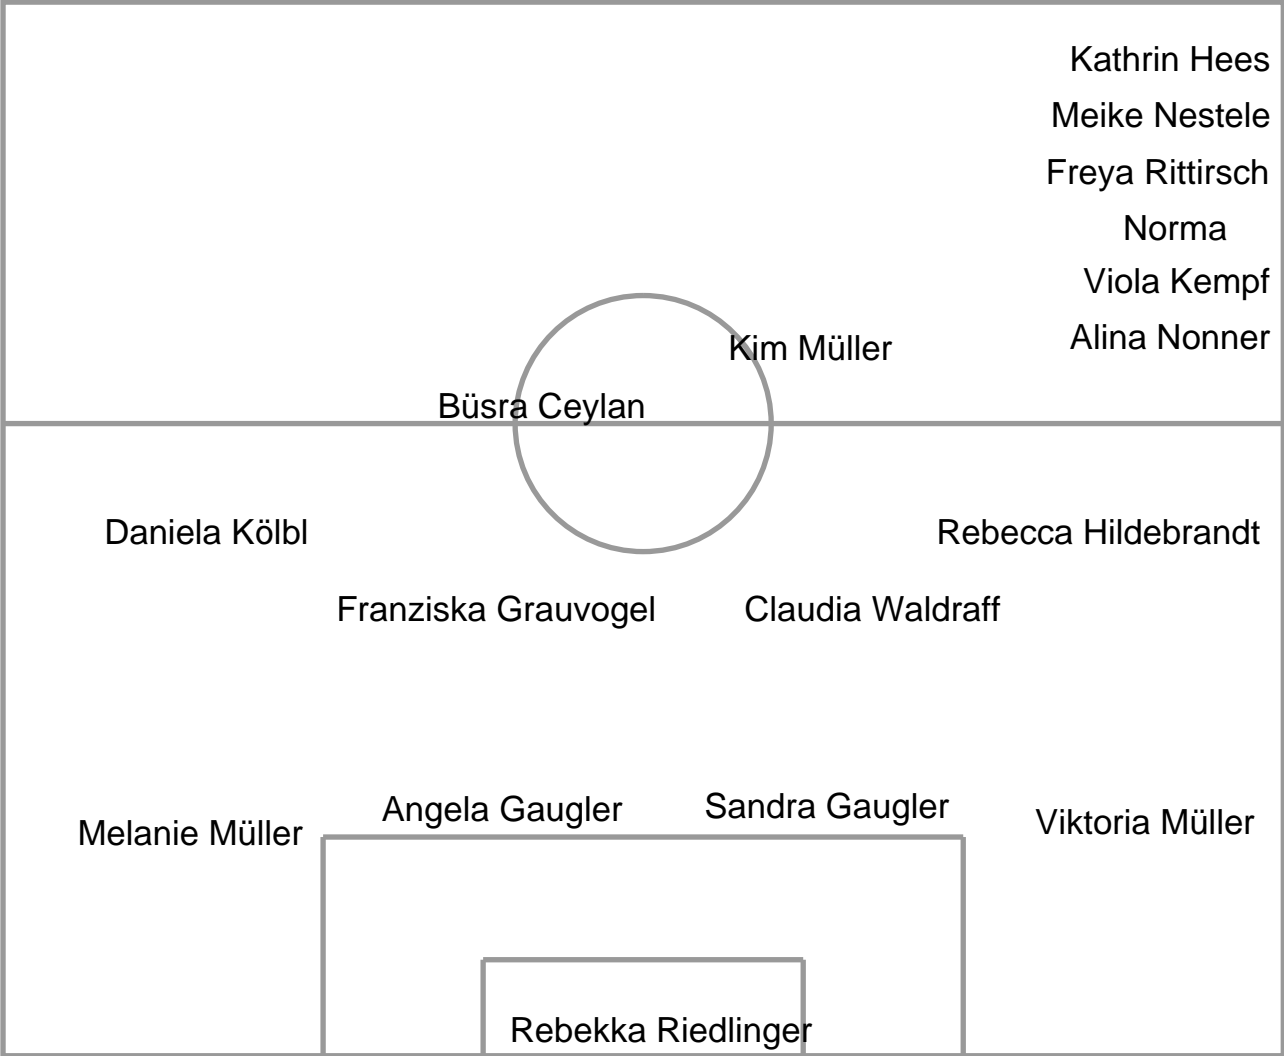 Kathrin Hees
Meike Nestele
Freya Rittirsch
Norma
Viola Kempf
Alina Nonner
Kim Müller
Büsra Ceylan
Daniela Kölbl
Rebecca Hildebrandt
Franziska Grauvogel
Claudia Waldraff
Angela Gaugler
Sandra Gaugler
Melanie Müller
Viktoria Müller
Rebekka Riedlinger